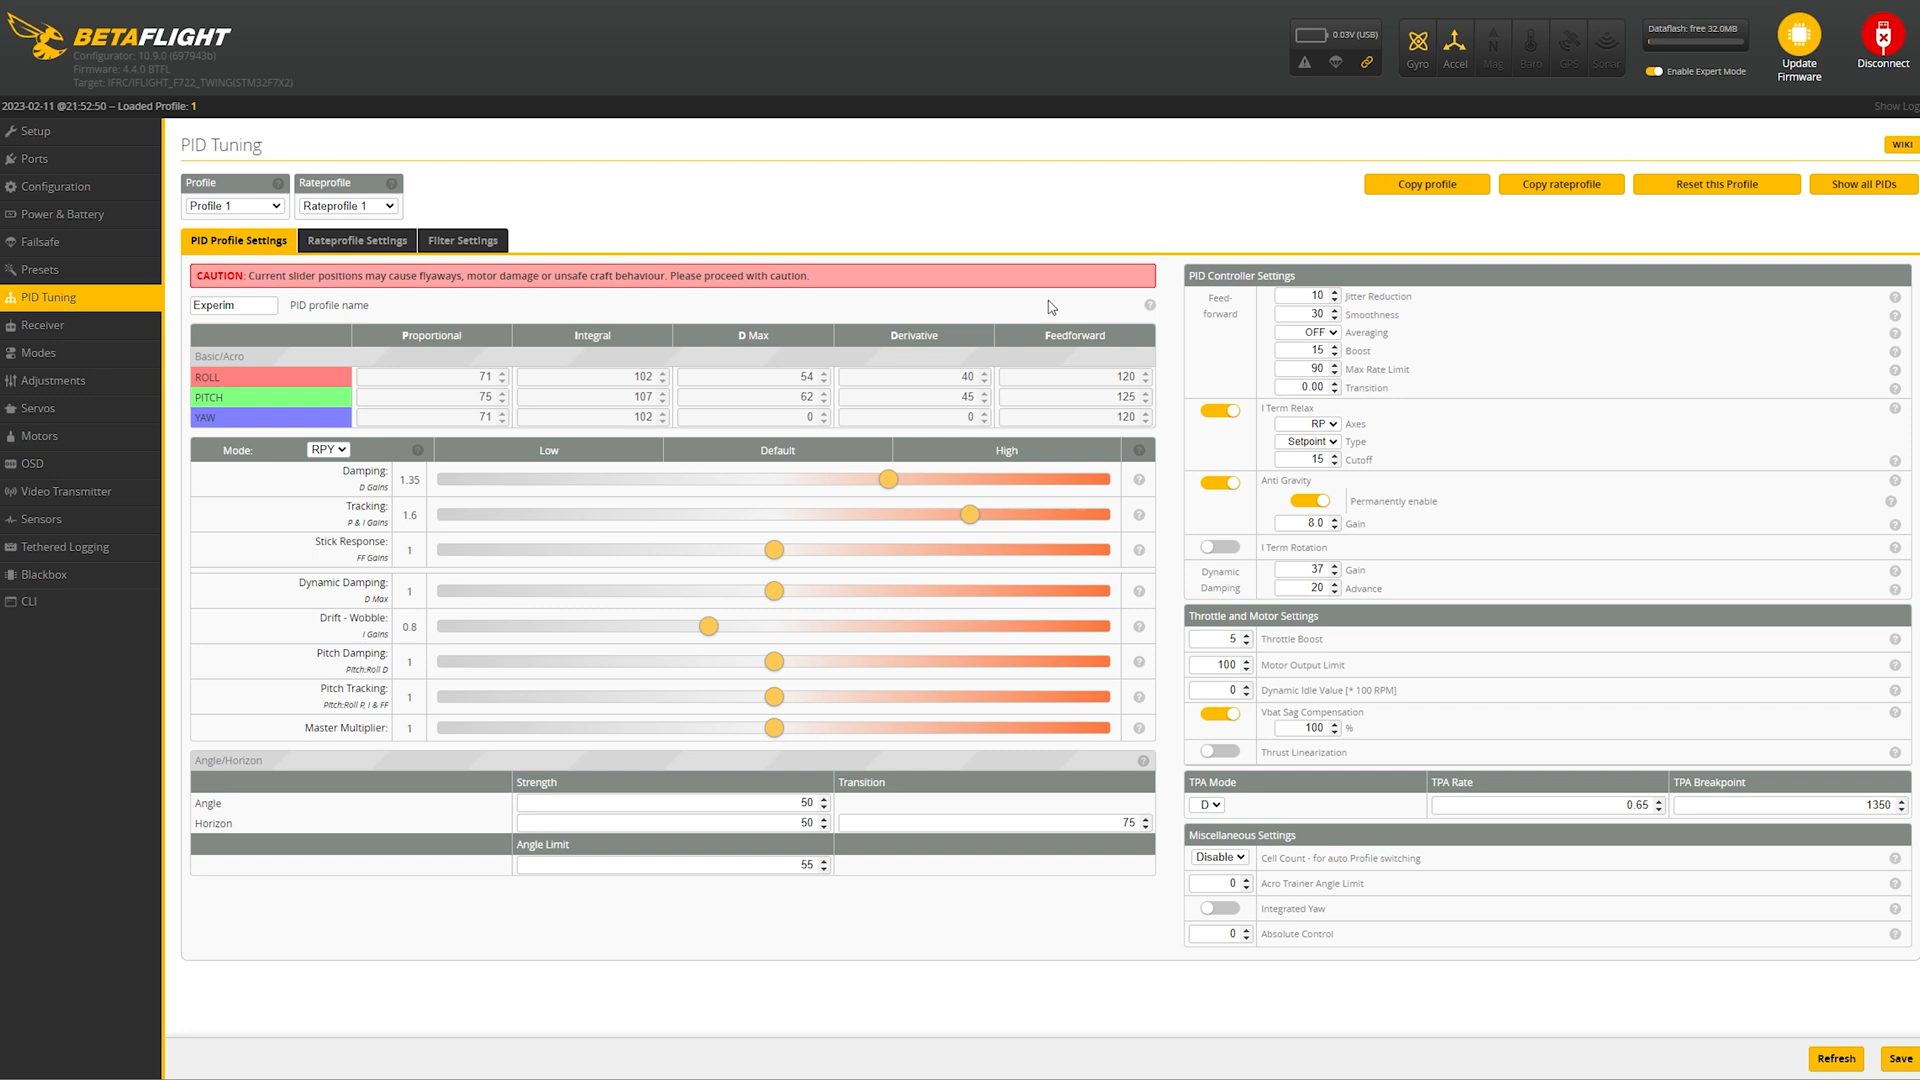 BETAFLIGHT
Configurator: 10.9.0 (697943b)
Firmware: 4.4.0 BTFL
Target: IFRC/IFLIGHT_F722_TWING(STM32F7X2)
0.03V (USB)
Gyro Accel Mag Baro GPS Sonar
Dataflash: free 32.0MB
Enable Expert Mode
Update
Firmware
Disconnect
2023-02-11 @21:52:50 -- Loaded Profile: 1
Show Log
Setup
Ports
Configuration
Power & Battery
Failsafe
Presets
PID Tuning
Receiver
Modes
Adjustments
Servos
Motors
OSD
Video Transmitter
Sensors
Tethered Logging
Blackbox
CLI
PID Tuning
WIKI
Profile
Rateprofile
Profile 1
Rateprofile 1
Copy profile
Copy rateprofile
Reset this Profile
Show all PIDs
PID Profile Settings
Rateprofile Settings
Filter Settings
CAUTION: Current slider positions may cause flyaways, motor damage or unsafe craft behaviour. Please proceed with caution.
Experim PID profile name
Proportional Integral D Max Derivative Feedforward
Basic/Acro
ROLL 71 102 54 40 120
PITCH 75 107 62 45 125
YAW 71 102 0 0 120
Mode: RPY Low Default High
Damping:
D Gains
1.35
Tracking:
P & I Gains
1.6
Stick Response:
FF Gains
1
Dynamic Damping:
D Max
1
Drift - Wobble:
I Gains
0.8
Pitch Damping:
Pitch:Roll D
1
Pitch Tracking:
Pitch:Roll P, I & FF
1
Master Multiplier: 1
Angle/Horizon
Strength Transition
Angle 50
Horizon 50 75
Angle Limit
55
PID Controller Settings
Feed-
forward
10 Jitter Reduction
30 Smoothness
OFF Averaging
15 Boost
90 Max Rate Limit
0.00 Transition
I Term Relax
RP Axes
Setpoint Type
15 Cutoff
Anti Gravity
Permanently enable
8.0 Gain
I Term Rotation
Dynamic
Damping
37 Gain
20 Advance
Throttle and Motor Settings
5 Throttle Boost
100 Motor Output Limit
0 Dynamic Idle Value [* 100 RPM]
Vbat Sag Compensation
100 %
Thrust Linearization
TPA Mode TPA Rate TPA Breakpoint
D 0.65 1350
Miscellaneous Settings
Disable Cell Count - for auto Profile switching
0 Acro Trainer Angle Limit
Integrated Yaw
0 Absolute Control
Refresh
Save